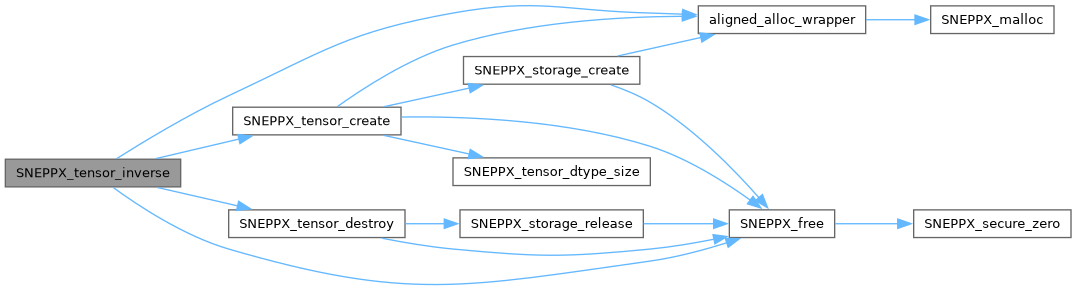 SNEPPX_tensor_inverse
SNEPPX_tensor_create
SNEPPX_tensor_destroy
SNEPPX_storage_create
SNEPPX_tensor_dtype_size
SNEPPX_storage_release
aligned_alloc_wrapper
SNEPPX_free
SNEPPX_malloc
SNEPPX_secure_zero